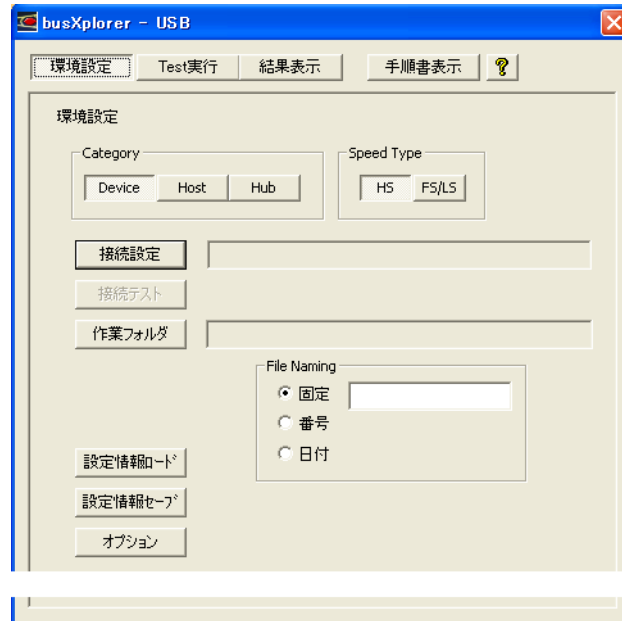 busXplorer - USB
環境設定 Test実行 結果表示 手順書表示 ?
環境設定
Category Speed Type
Device Host Hub HS FS/LS
接続設定
接続テスト
作業フォルダ
File Naming
固定
番号
日付
設定情報ﾛｰﾄﾞ
設定情報ｾｰﾌﾞ
オプション